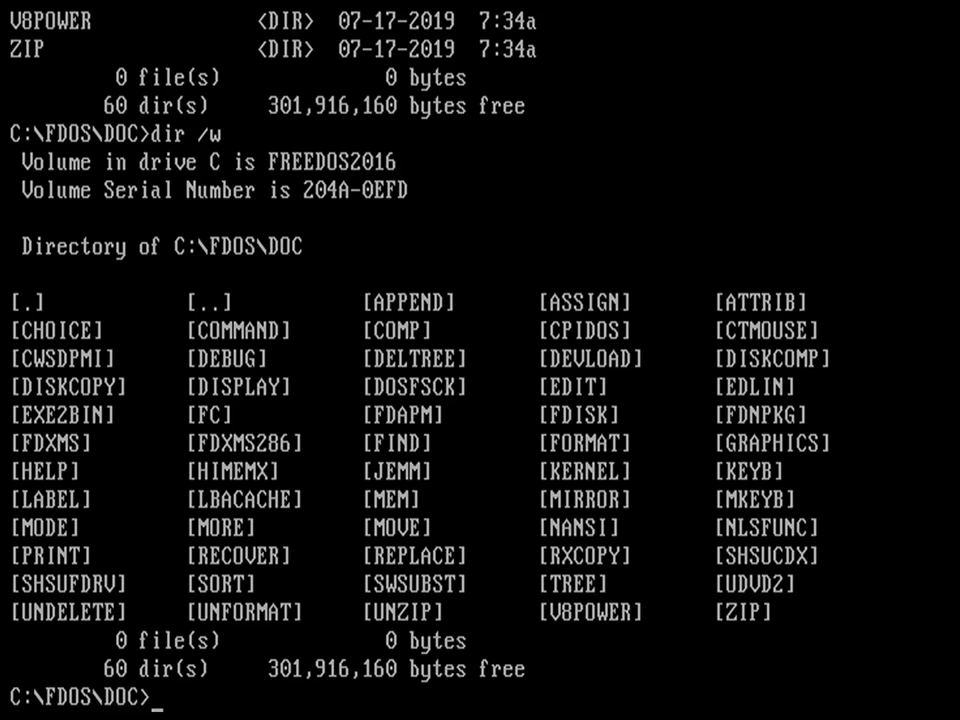 V8POWER              <DIR>  07-17-2019  7:34a
ZIP                  <DIR>  07-17-2019  7:34a
         0 file(s)              0 bytes
        60 dir(s)     301,916,160 bytes free
C:\FDOS\DOC>dir /w
 Volume in drive C is FREEDOS2016
 Volume Serial Number is 204A-0EFD

 Directory of C:\FDOS\DOC

[.]            [..]           [APPEND]       [ASSIGN]       [ATTRIB]
[CHOICE]       [COMMAND]      [COMP]         [CPIDOS]       [CTMOUSE]
[CWSDPMI]      [DEBUG]        [DELTREE]      [DEVLOAD]      [DISKCOMP]
[DISKCOPY]     [DISPLAY]      [DOSFSCK]      [EDIT]         [EDLIN]
[EXE2BIN]      [FC]           [FDAPM]        [FDISK]        [FDNPKG]
[FDXMS]        [FDXMS286]     [FIND]         [FORMAT]       [GRAPHICS]
[HELP]         [HIMEMX]       [JEMM]         [KERNEL]       [KEYB]
[LABEL]        [LBACACHE]     [MEM]          [MIRROR]       [MKEYB]
[MODE]         [MORE]         [MOVE]         [NANSI]        [NLSFUNC]
[PRINT]        [RECOVER]      [REPLACE]      [RXCOPY]       [SHSUCDX]
[SHSUFDRV]     [SORT]         [SWSUBST]      [TREE]         [UDVD2]
[UNDELETE]     [UNFORMAT]     [UNZIP]        [V8POWER]      [ZIP]
         0 file(s)              0 bytes
        60 dir(s)     301,916,160 bytes free
C:\FDOS\DOC>_